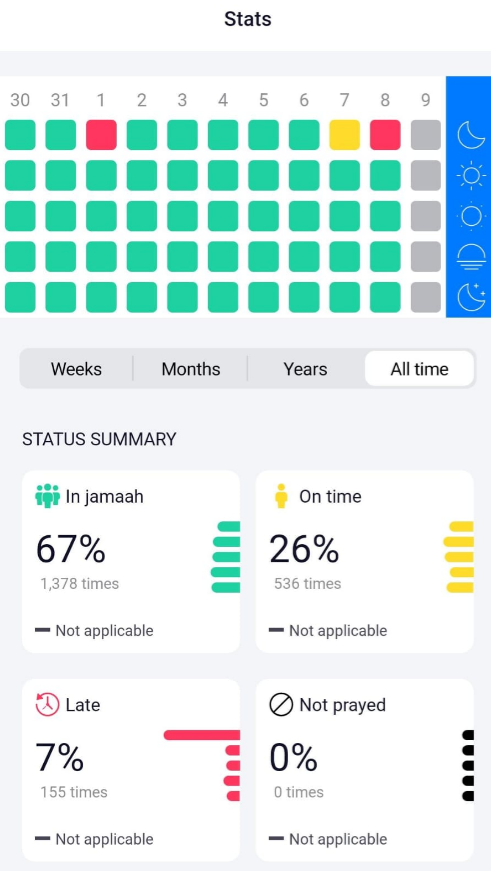 Stats
30 31 1 2 3 4 5 6 7 8 9
Weeks Months Years All time
STATUS SUMMARY
In jamaah
67%
1,378 times
Not applicable
On time
26%
536 times
Not applicable
Late
7%
155 times
Not applicable
Not prayed
0%
0 times
Not applicable